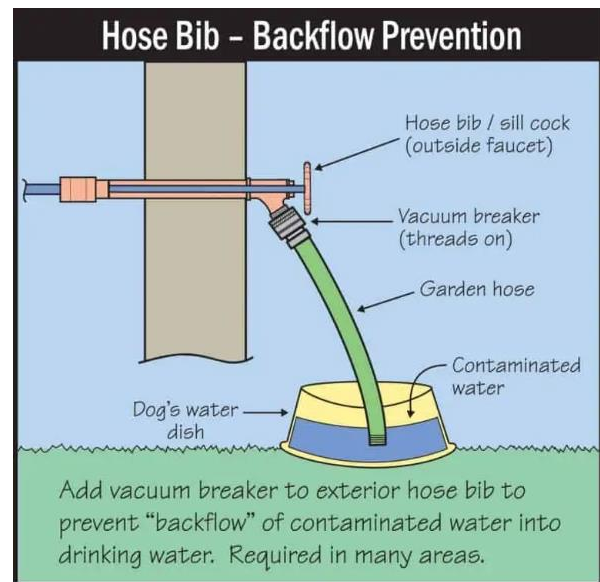 Hose Bib – Backflow Prevention
Hose bib / sill cock
(outside faucet)
Vacuum breaker
(threads on)
Garden hose
Contaminated
water
Dog's water
dish
Add vacuum breaker to exterior hose bib to
prevent “backflow” of contaminated water into
drinking water.  Required in many areas.